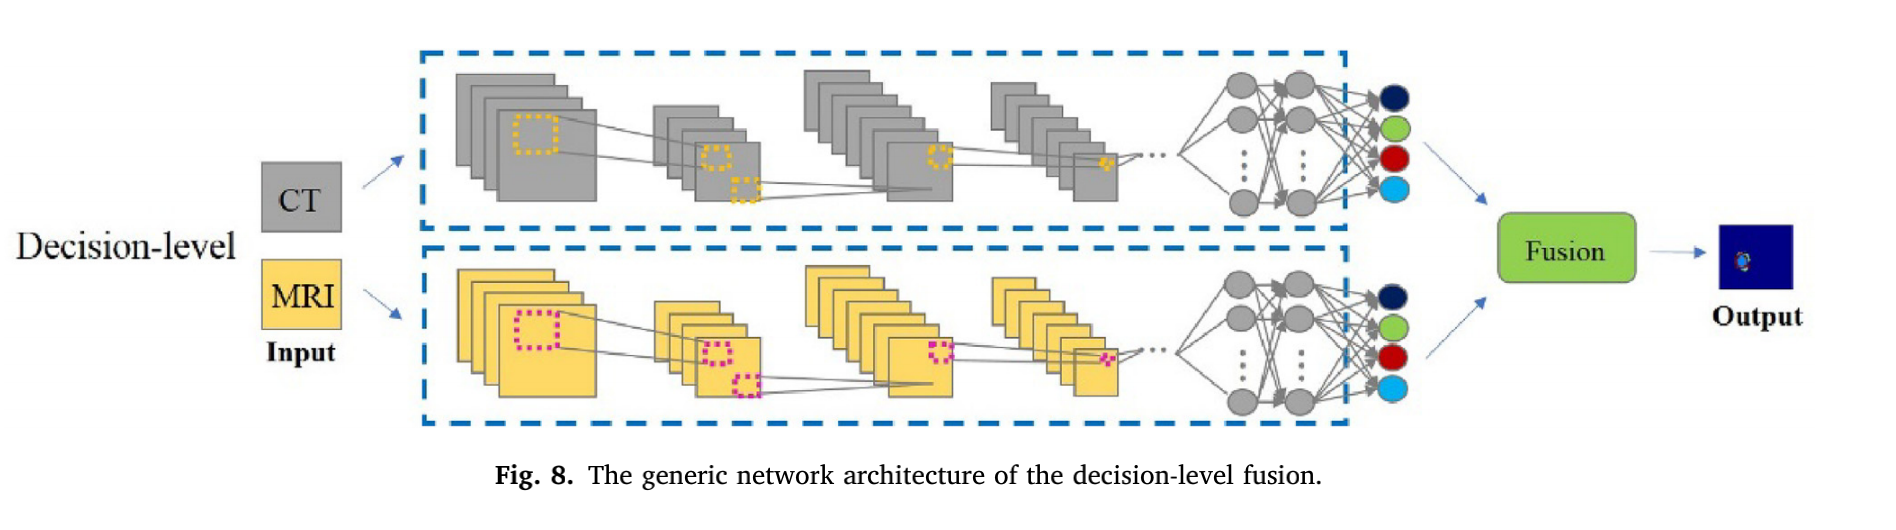 Decision-level
CT
MRI
Input
Fusion
Output
Fig. 8. The generic network architecture of the decision-level fusion.